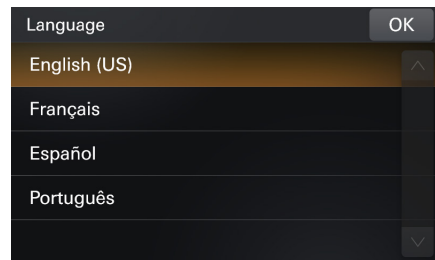 Language
OK
English (US)
Français
Español
Português